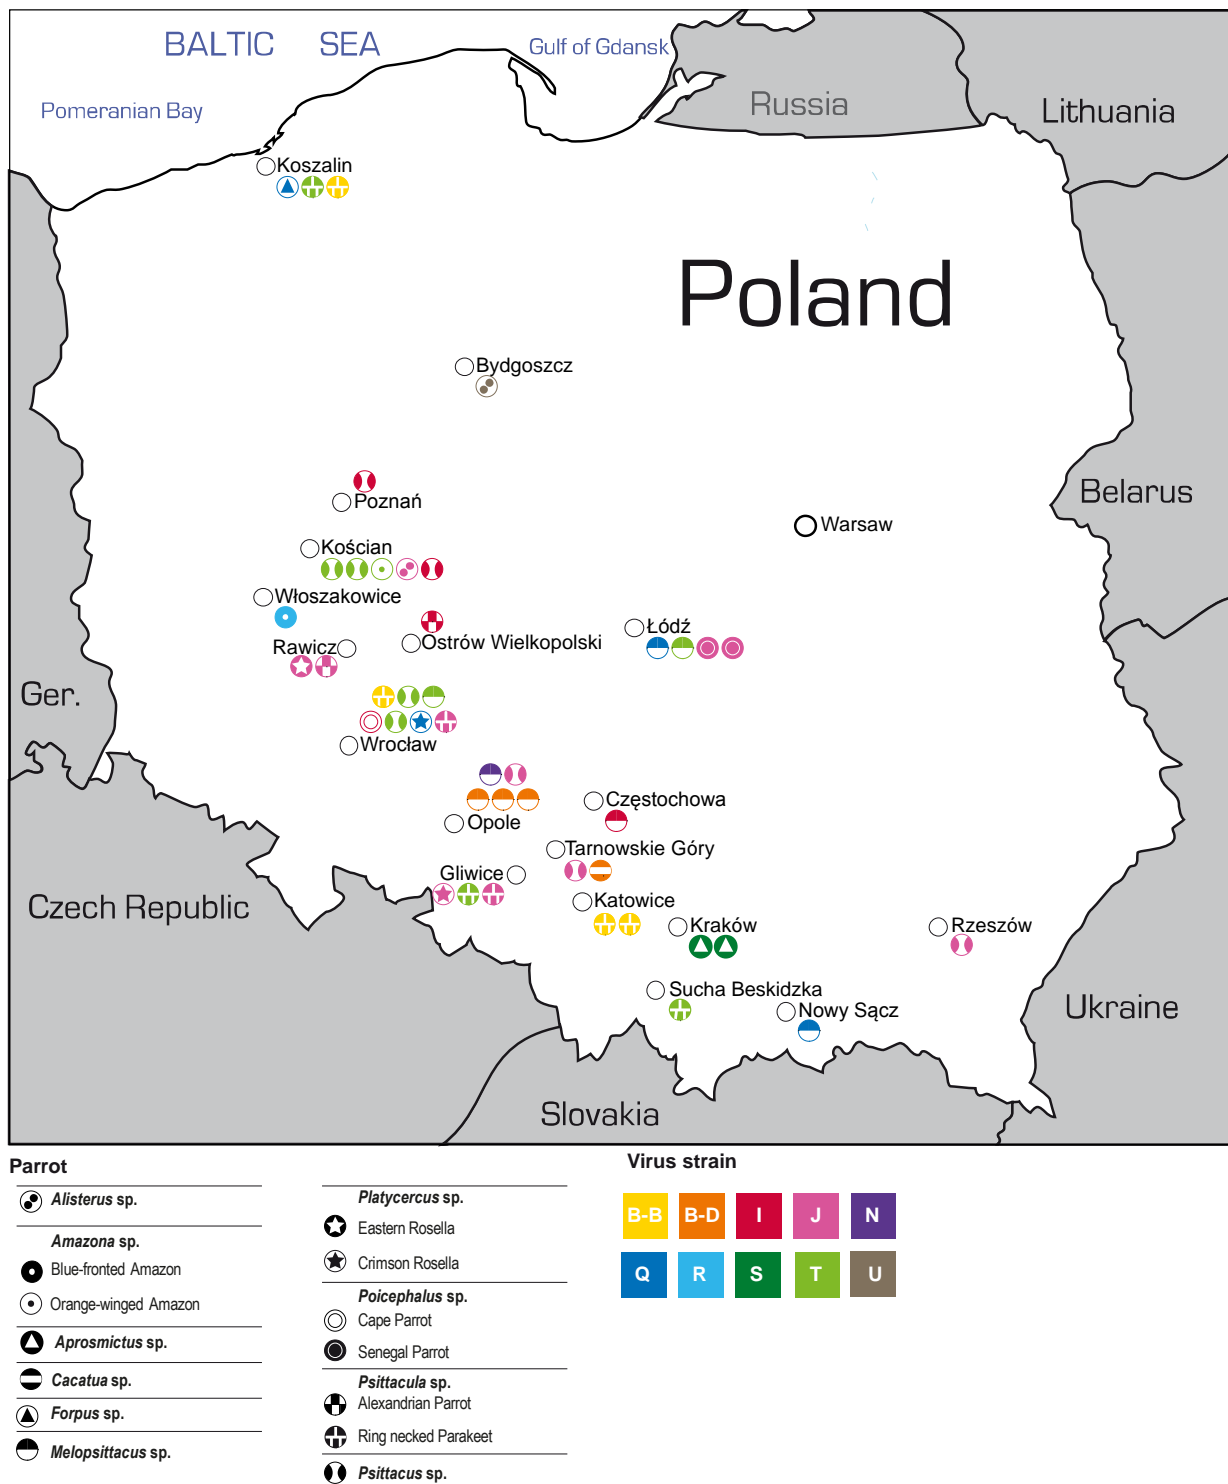 BALTIC SEA
Gulf of Gdansk
Pomeranian Bay
Russia
Lithuania
Koszalin
Poland
Bydgoszcz
Poznań
Belarus
Warsaw
Kościan
Włoszakowice
Ostrów Wielkopolski
Łódź
Rawicz
Ger.
Wrocław
Częstochowa
Opole
Tarnowskie Góry
Gliwice
Katowice
Czech Republic
Kraków
Rzeszów
Sucha Beskidzka
Nowy Sącz
Ukraine
Slovakia
Parrot
Alisterus sp.
Amazona sp.
Blue-fronted Amazon
Orange-winged Amazon
Aprosmictus sp.
Cacatua sp.
Forpus sp.
Melopsittacus sp.
Platycercus sp.
Eastern Rosella
Crimson Rosella
Poicephalus sp.
Cape Parrot
Senegal Parrot
Psittacula sp.
Alexandrian Parrot
Ring necked Parakeet
Psittacus sp.
Virus strain
B-B B-D I J N
Q R S T U